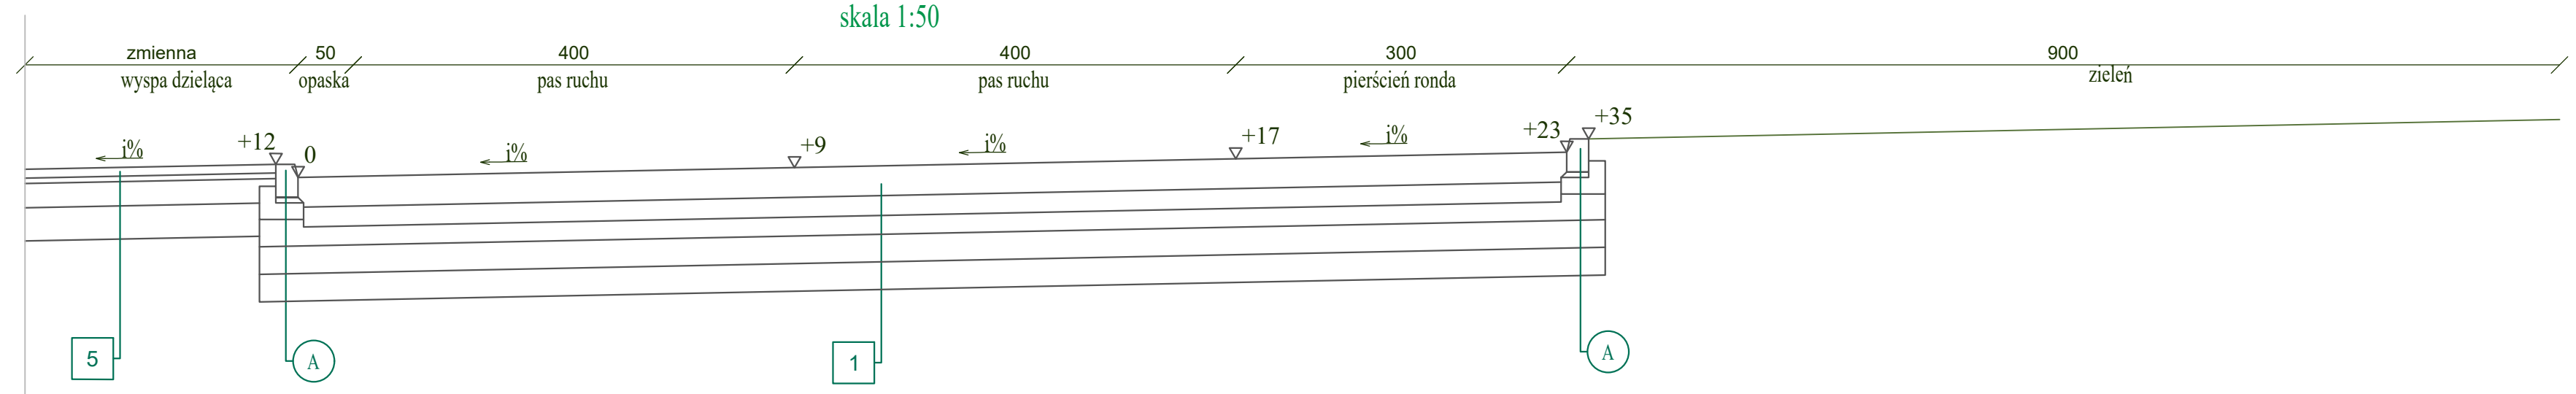 skala 1:50
zmienna 50 400 400 300 900
wyspa dzieląca opaska pas ruchu pas ruchu pierścień ronda zieleń
+12 0 +9 +17 +23 +35
i% i% i% i%
5 A 1 A